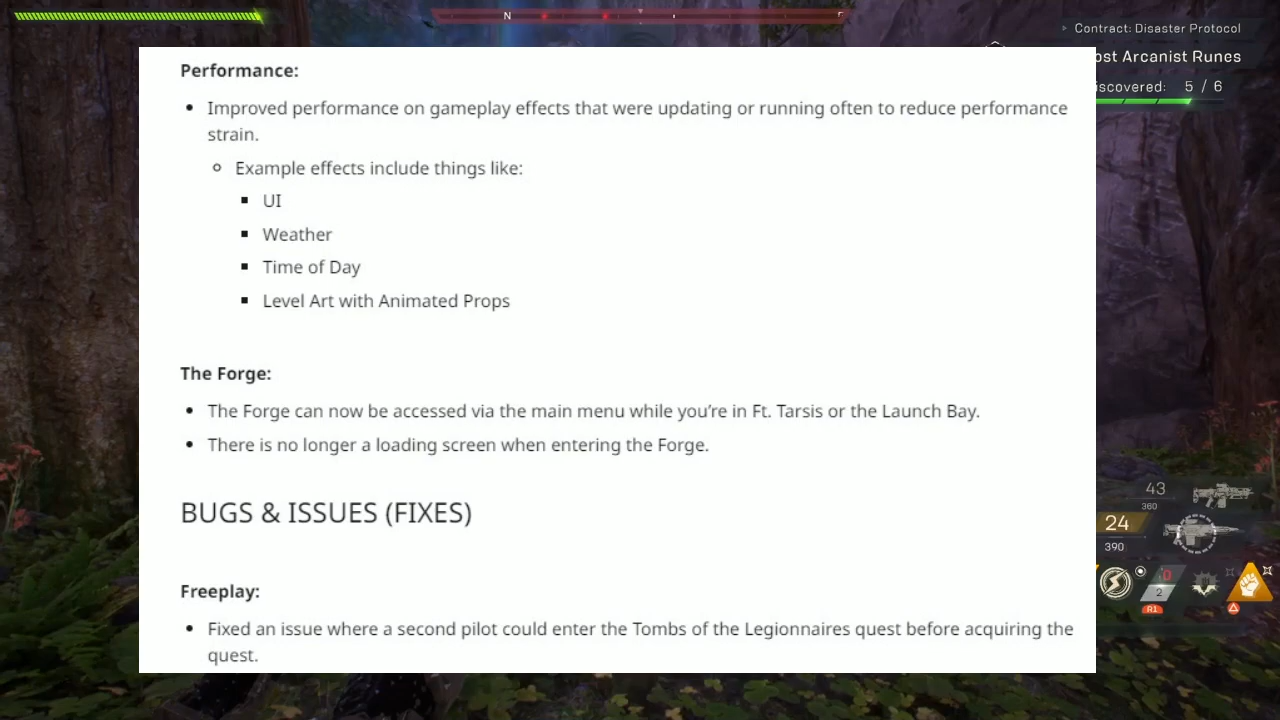 N
Contract: Disaster Protocol
ost Arcanist Runes
iscovered: 5 / 6
Performance:
Improved performance on gameplay effects that were updating or running often to reduce performance
strain.
Example effects include things like:
UI
Weather
Time of Day
Level Art with Animated Props
The Forge:
The Forge can now be accessed via the main menu while you're in Ft. Tarsis or the Launch Bay.
There is no longer a loading screen when entering the Forge.
BUGS & ISSUES (FIXES)
Freeplay:
Fixed an issue where a second pilot could enter the Tombs of the Legionnaires quest before acquiring the
quest.
43
360
24
390
2
R1